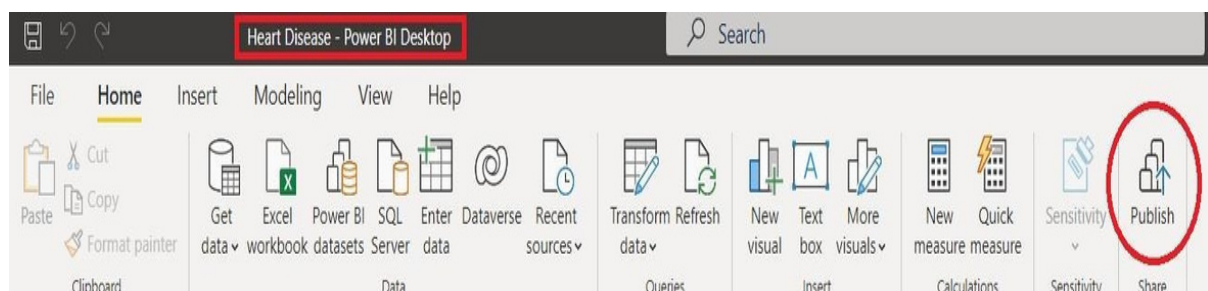 Heart Disease - Power BI Desktop
Search
File Home Insert Modeling View Help
Paste
Cut
Copy
Format painter
Clipboard
Get data
Excel workbook
Power BI datasets
SQL Server
Enter data
Dataverse
Recent sources
Data
Transform data
Refresh
Queries
New visual
Text box
More visuals
Insert
New measure
Quick measure
Calculations
Sensitivity
Sensitivity
Publish
Share